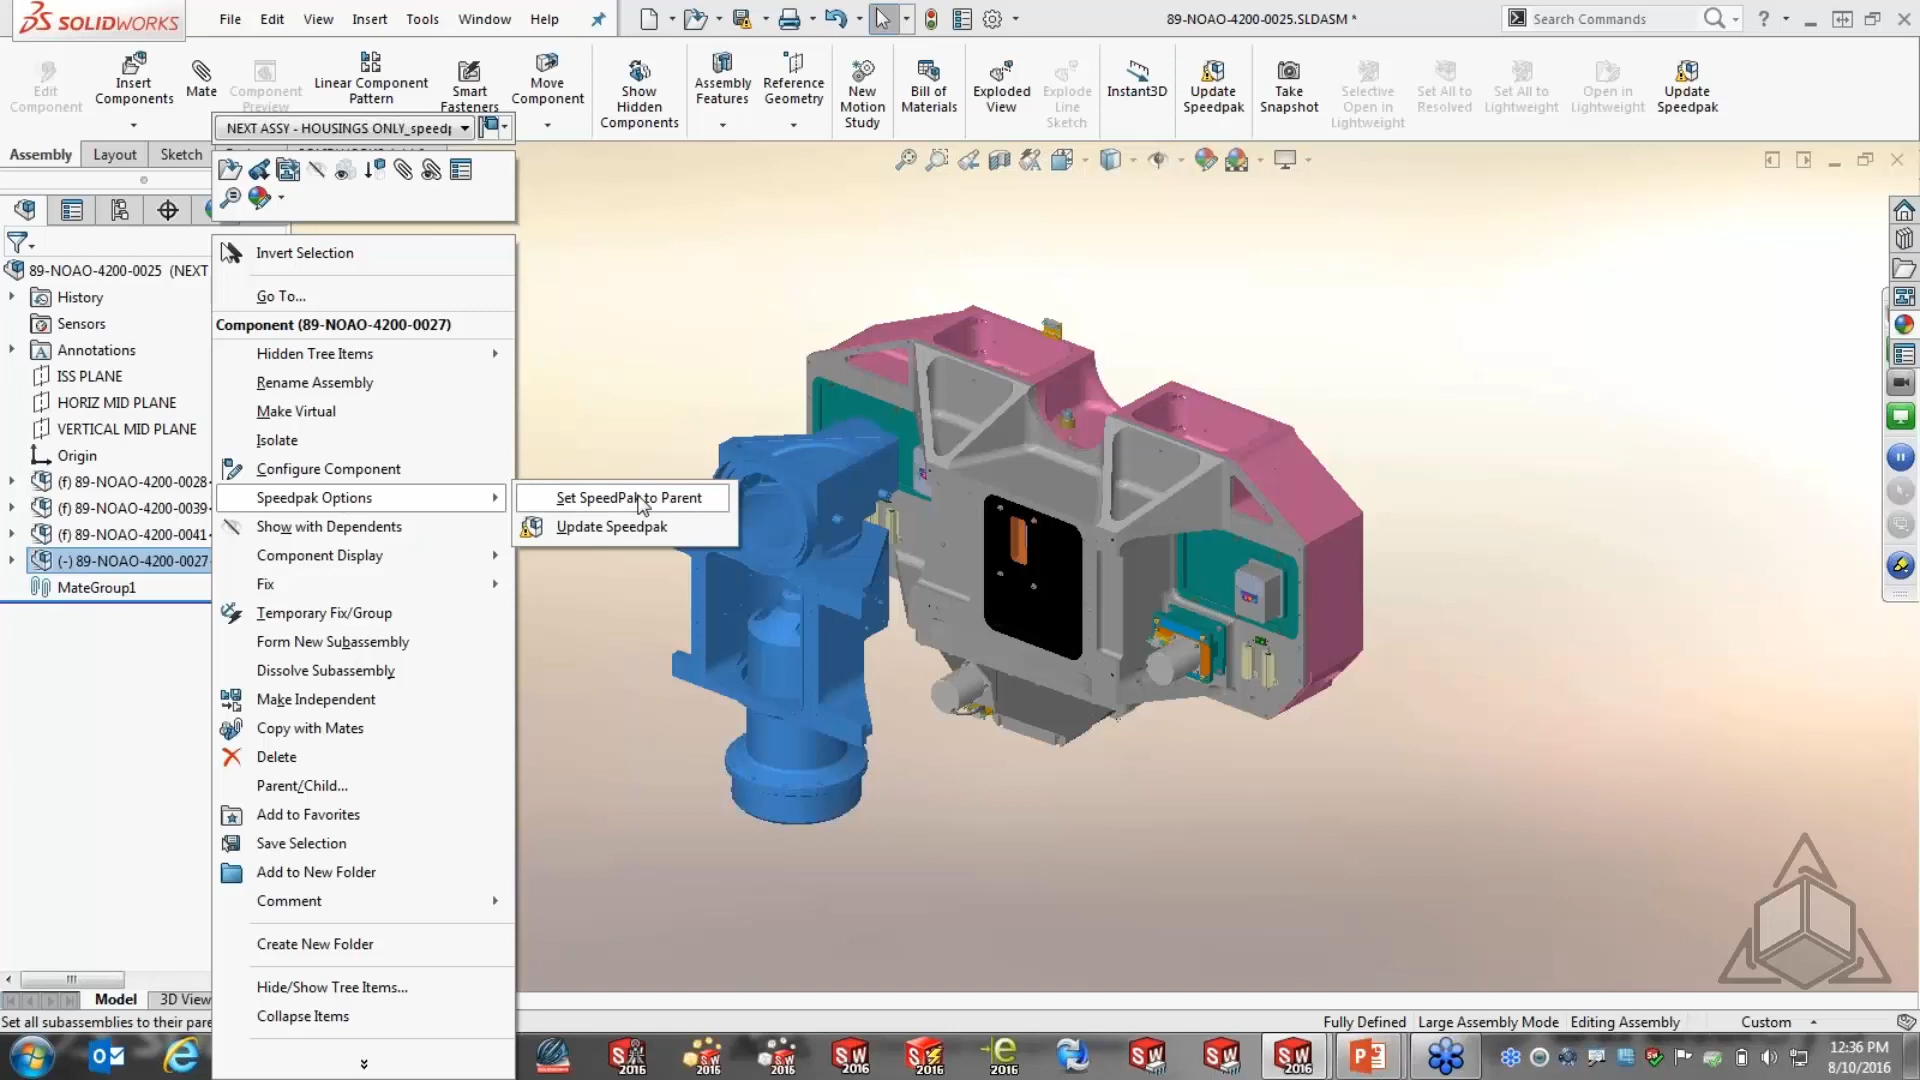 SOLIDWORKS
File Edit View Insert Tools Window Help
89-NOAO-4200-0025.SLDASM *
Search Commands
Edit Component
Insert Components
Mate
Component Preview
Linear Component Pattern
Smart Fasteners
Move Component
Show Hidden Components
Assembly Features
Reference Geometry
New Motion Study
Bill of Materials
Exploded View
Explode Line Sketch
Instant3D
Update Speedpak
Take Snapshot
Selective Open in Lightweight
Set All to Resolved
Set All to Lightweight
Open in Lightweight
Update Speedpak
NEXT ASSY - HOUSINGS ONLY_speedp
Assembly Layout Sketch
89-NOAO-4200-0025 (NEXT
History
Sensors
Annotations
ISS PLANE
HORIZ MID PLANE
VERTICAL MID PLANE
Origin
(f) 89-NOAO-4200-0028
(f) 89-NOAO-4200-0039
(f) 89-NOAO-4200-0041
(-) 89-NOAO-4200-0027
MateGroup1
Invert Selection
Go To...
Component (89-NOAO-4200-0027)
Hidden Tree Items
Rename Assembly
Make Virtual
Isolate
Configure Component
Speedpak Options
Set SpeedPak to Parent
Update Speedpak
Show with Dependents
Component Display
Fix
Temporary Fix/Group
Form New Subassembly
Dissolve Subassembly
Make Independent
Copy with Mates
Delete
Parent/Child...
Add to Favorites
Save Selection
Add to New Folder
Comment
Create New Folder
Hide/Show Tree Items...
Collapse Items
Model 3D View
Set all subassemblies to their pare
Fully Defined Large Assembly Mode Editing Assembly Custom
2016 2015 2015 2016 2016 2016 2016
12:36 PM
8/10/2016